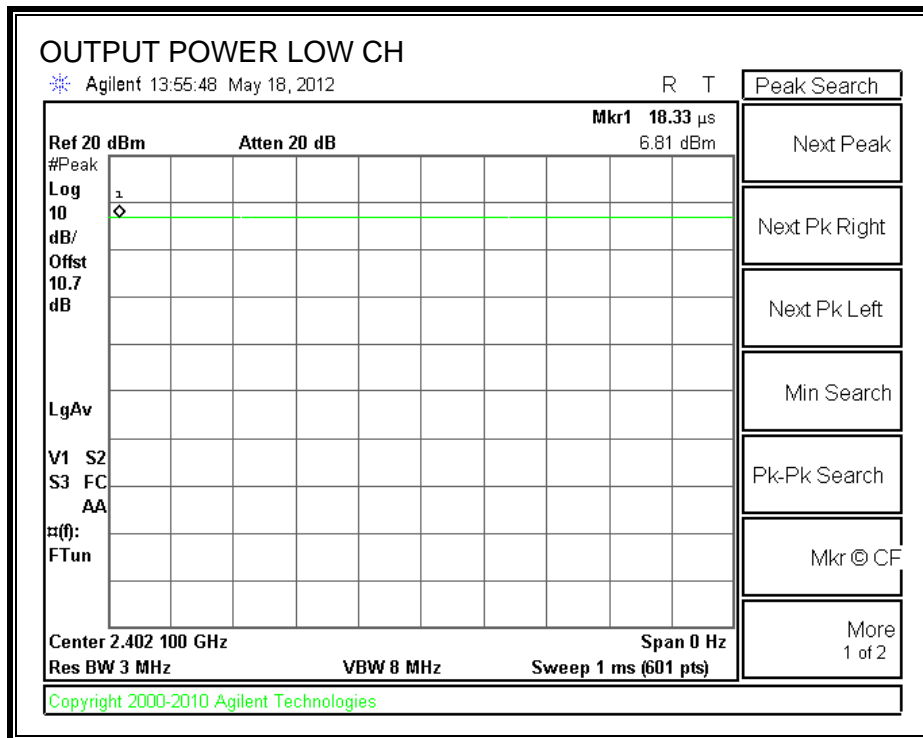 OUTPUT POWER LOW CH
Agilent 13:55:48 May 18, 2012 R T
Peak Search
Mkr1 18.33 µs
Ref 20 dBm Atten 20 dB 6.81 dBm
#Peak
Log
10
dB/
Offst
10.7
dB
1
LgAv
V1 S2
S3 FC
AA
¤(f):
FTun
Center 2.402 100 GHz Span 0 Hz
Res BW 3 MHz VBW 8 MHz Sweep 1 ms (601 pts)
Next Peak
Next Pk Right
Next Pk Left
Min Search
Pk-Pk Search
Mkr © CF
More
1 of 2
Copyright 2000-2010 Agilent Technologies